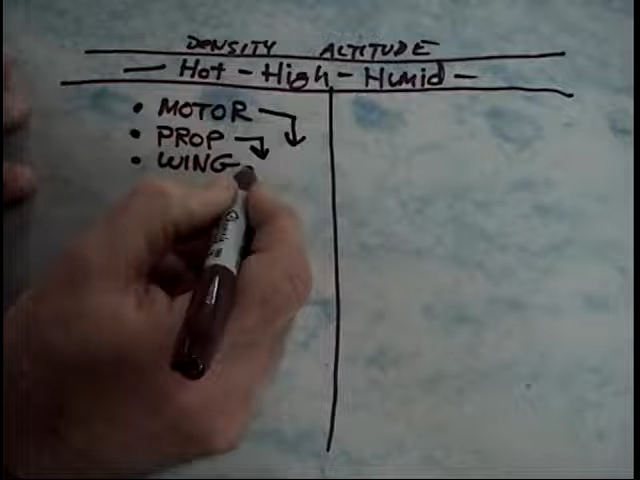 DENSITY ALTITUDE
— Hot - High - Humid —
• MOTOR
• PROP
• WING